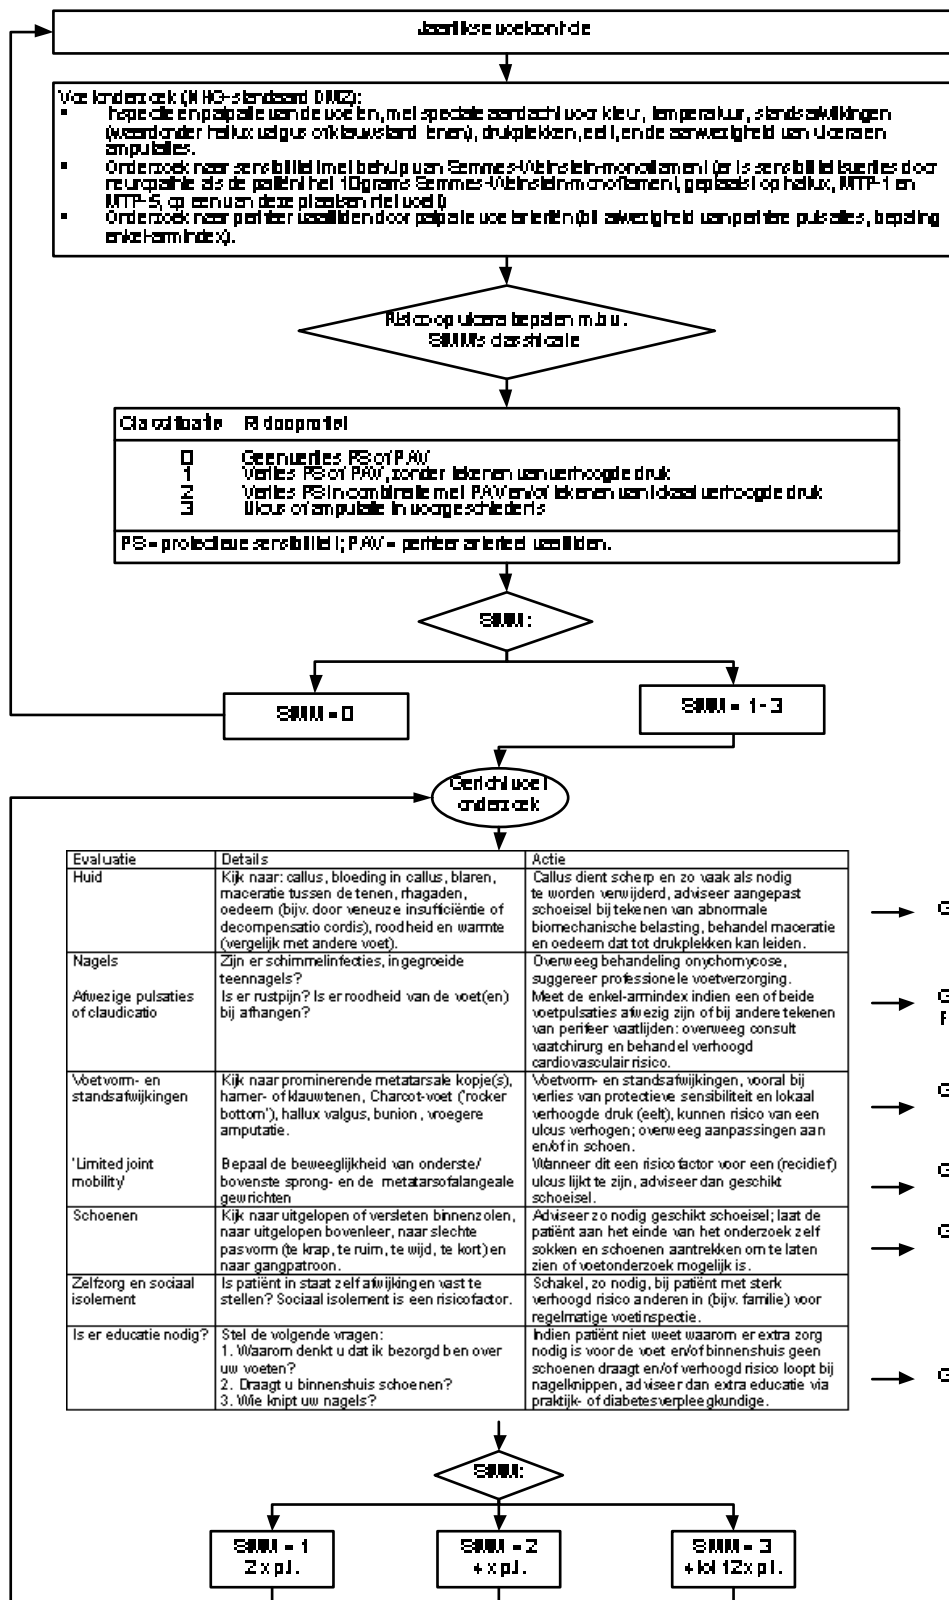 Jaarlijkse voetcontrole
Voetonderzoek (NHG-standaard DM2):
▪ Inspectie en palpatie van de voeten, met speciale aandacht voor kleur, temperatuur, standsafwijkingen
(waaronder hallux valgus of klauwstand tenen), drukplekken, eelt, en de aanwezigheid van ulcera en
amputaties.
▪ Onderzoek naar sensibiliteit met behulp van Semmes-Weinstein-monofilament (er is sensibiliteitsverlies door
neuropathie als de patiënt het 10 grams Semmes-Weinstein-monofilament, geplaatst op hallux, MTP-1 en
MTP-5, op een van deze plaatsen niet voelt)
▪ Onderzoek naar perifeer vaatlijden door palpatie voetarteriën (bij afwezigheid van perifere pulsaties, bepaling
enkel-armindex).
Risico op ulcera bepalen m.b.v.
SIMM's classificatie
Classificatie Risicoprofiel
0 Geen verlies PS of PAV
1 Verlies PS of PAV, zonder tekenen van verhoogde druk
2 Verlies PS in combinatie met PAV en/of tekenen van lokaal verhoogde druk
3 Ulcus of amputatie in voorgeschiedenis
PS = protectieve sensibiliteit; PAV = perifeer arterieel vaatlijden.
SIMM:
SIMM = 0
SIMM = 1 - 3
Gericht voet
onderzoek
Evaluatie Details Actie
Huid
Kijk naar: callus, bloeding in callus, blaren,
maceratie tussen de tenen, rhagaden,
oedeem (bijv. door veneuze insufficiëntie of
decompensatio cordis), roodheid en warmte
(vergelijk met andere voet).
Callus dient scherp en zo vaak als nodig
te worden verwijderd, adviseer aangepast
schoeisel bij tekenen van abnormale
biomechanische belasting, behandel maceratie
en oedeem dat tot drukplekken kan leiden.
G
Nagels
Zijn er schimmelinfecties, ingegroeide
teennagels?
Overweeg behandeling onychomycose,
suggereer professionele voetverzorging.
Afwezige pulsaties
of claudicatio
Is er rustpijn? Is er roodheid van de voet(en)
bij afhangen?
Meet de enkel-armindex indien een of beide
voetpulsaties afwezig zijn of bij andere tekenen
van perifeer vaatlijden: overweeg consult
vaatchirurg en behandel verhoogd
cardiovasculair risico.
G
Voetvorm- en
standsafwijkingen
Kijk naar prominerende metatarsale kopje(s),
hamer- of klauwtenen, Charcot-voet ('rocker
bottom'), hallux valgus, bunion, vroegere
amputatie.
Voetvorm- en standsafwijkingen, vooral bij
verlies van protectieve sensibiliteit en lokaal
verhoogde druk (eelt), kunnen risico van een
ulcus verhogen; overweeg aanpassingen aan
en/of in schoen.
G
'Limited joint
mobility'
Bepaal de beweeglijkheid van onderste/
bovenste sprong- en de metatarsofalangeale
gewrichten
Wanneer dit een risicofactor voor een (recidief)
ulcus lijkt te zijn, adviseer dan geschikt
schoeisel.
G
Schoenen
Kijk naar uitgelopen of versleten binnenzolen,
naar uitgelopen bovenleer, naar slechte
pasvorm (te krap, te ruim, te wijd, te kort) en
naar gangpatroon.
Adviseer zo nodig geschikt schoeisel; laat de
patiënt aan het einde van het onderzoek zelf
sokken en schoenen aantrekken om te laten
zien of voetonderzoek mogelijk is.
G
Zelfzorg en sociaal
isolement
Is patiënt in staat zelf afwijkingen vast te
stellen? Sociaal isolement is een risicofactor.
Schakel, zo nodig, bij patiënt met sterk
verhoogd risico anderen in (bijv. familie) voor
regelmatige voetinspectie.
Is er educatie nodig?
Stel de volgende vragen:
1. Waarom denkt u dat ik bezorgd ben over
uw voeten?
2. Draagt u binnenshuis schoenen?
3. Wie knipt uw nagels?
Indien patiënt niet weet waarom er extra zorg
nodig is voor de voet en/of binnenshuis geen
schoenen draagt en/of verhoogd risico loopt bij
nagelknippen, adviseer dan extra educatie via
praktijk- of diabetesverpleegkundige.
G
SIMM:
SIMM = 1
2 x p.j.
SIMM = 2
4 x p.j.
SIMM = 3
4 tot 12x p.j.